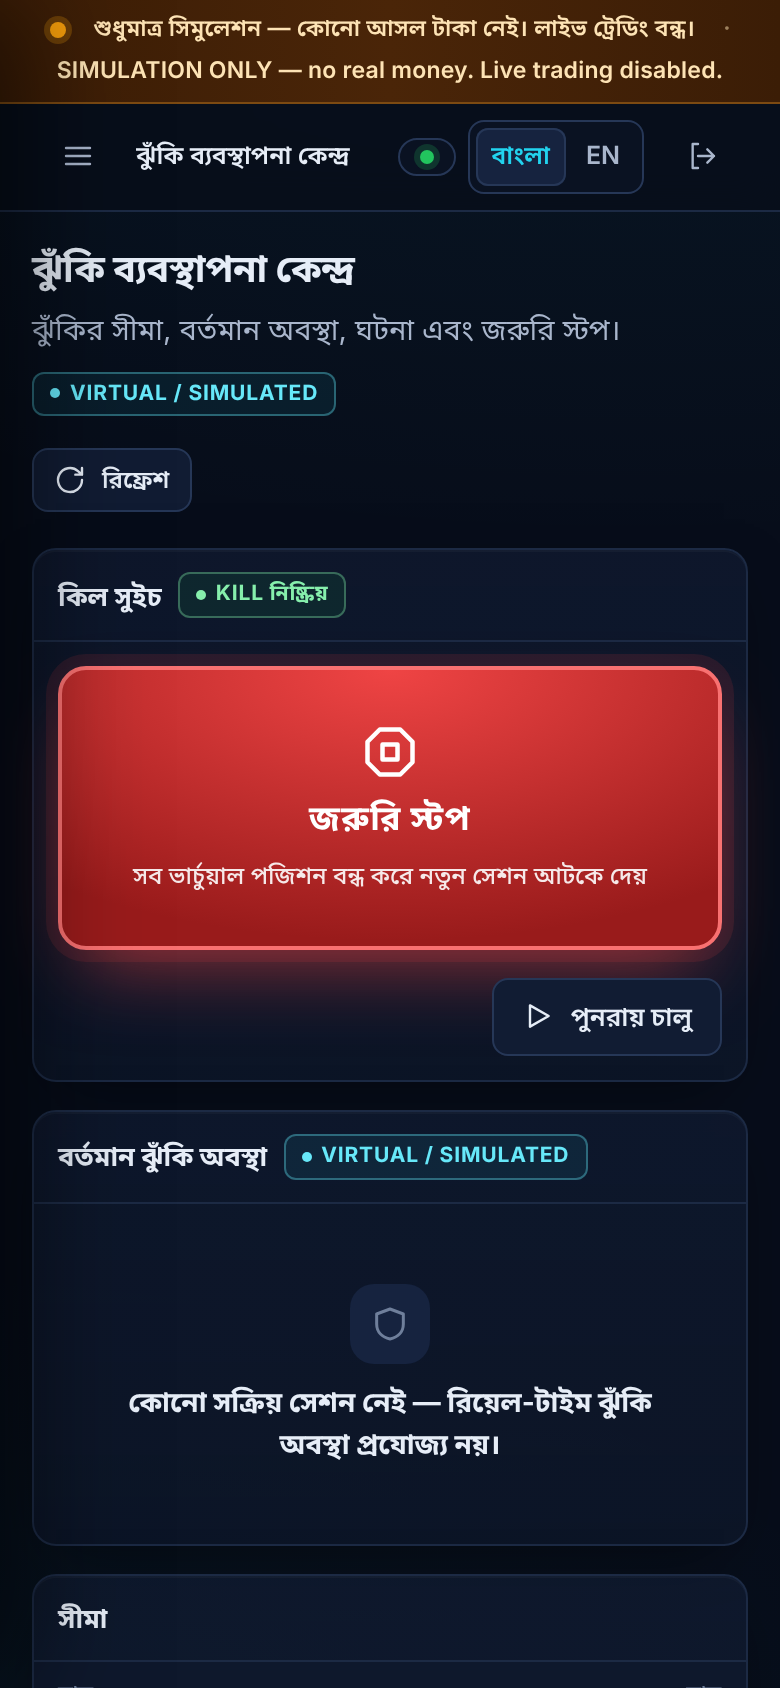 শুধুমাত্র সিমুলেশন — কোনো আসল টাকা নেই। লাইভ ট্রেডিং বন্ধ। ·
SIMULATION ONLY — no real money. Live trading disabled.
ঝুঁকি ব্যবস্থাপনা কেন্দ্র
বাংলা EN
ঝুঁকি ব্যবস্থাপনা কেন্দ্র
ঝুঁকির সীমা, বর্তমান অবস্থা, ঘটনা এবং জরুরি স্টপ।
VIRTUAL / SIMULATED
রিফ্রেশ
কিল সুইচ KILL নিষ্ক্রিয়
জরুরি স্টপ
সব ভার্চুয়াল পজিশন বন্ধ করে নতুন সেশন আটকে দেয়
পুনরায় চালু
বর্তমান ঝুঁকি অবস্থা VIRTUAL / SIMULATED
কোনো সক্রিয় সেশন নেই — রিয়েল-টাইম ঝুঁকি
অবস্থা প্রযোজ্য নয়।
সীমা